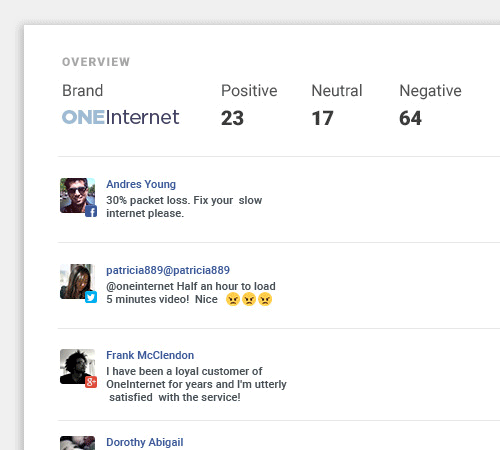 OVERVIEW
Brand Positive Neutral Negative
ONEInternet 23 17 64
Andres Young
30% packet loss. Fix your slow
internet please.
patricia889@patricia889
@oneinternet Half an hour to load
5 minutes video! Nice 😠😠😠
Frank McClendon
I have been a loyal customer of
OneInternet for years and I'm utterly
satisfied with the service!
Dorothy Abigail